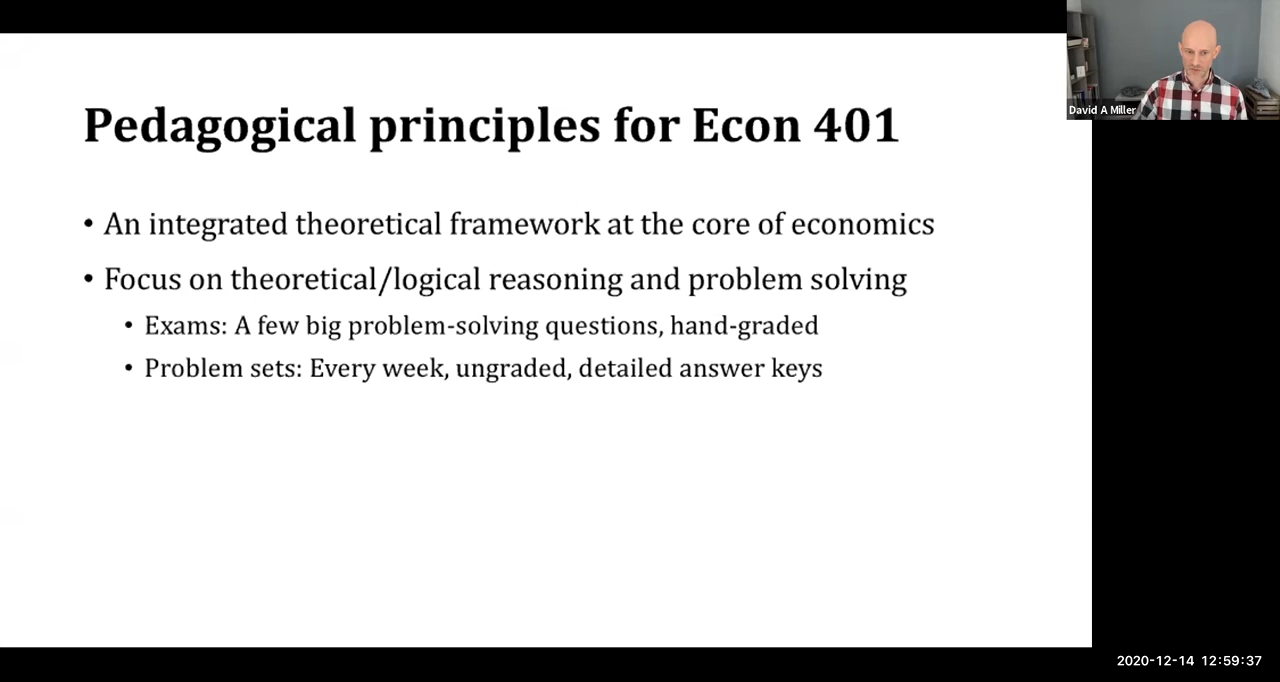 Pedagogical principles for Econ 401
• An integrated theoretical framework at the core of economics
• Focus on theoretical/logical reasoning and problem solving
• Exams: A few big problem-solving questions, hand-graded
• Problem sets: Every week, ungraded, detailed answer keys
David A Miller
2020-12-14 12:59:37